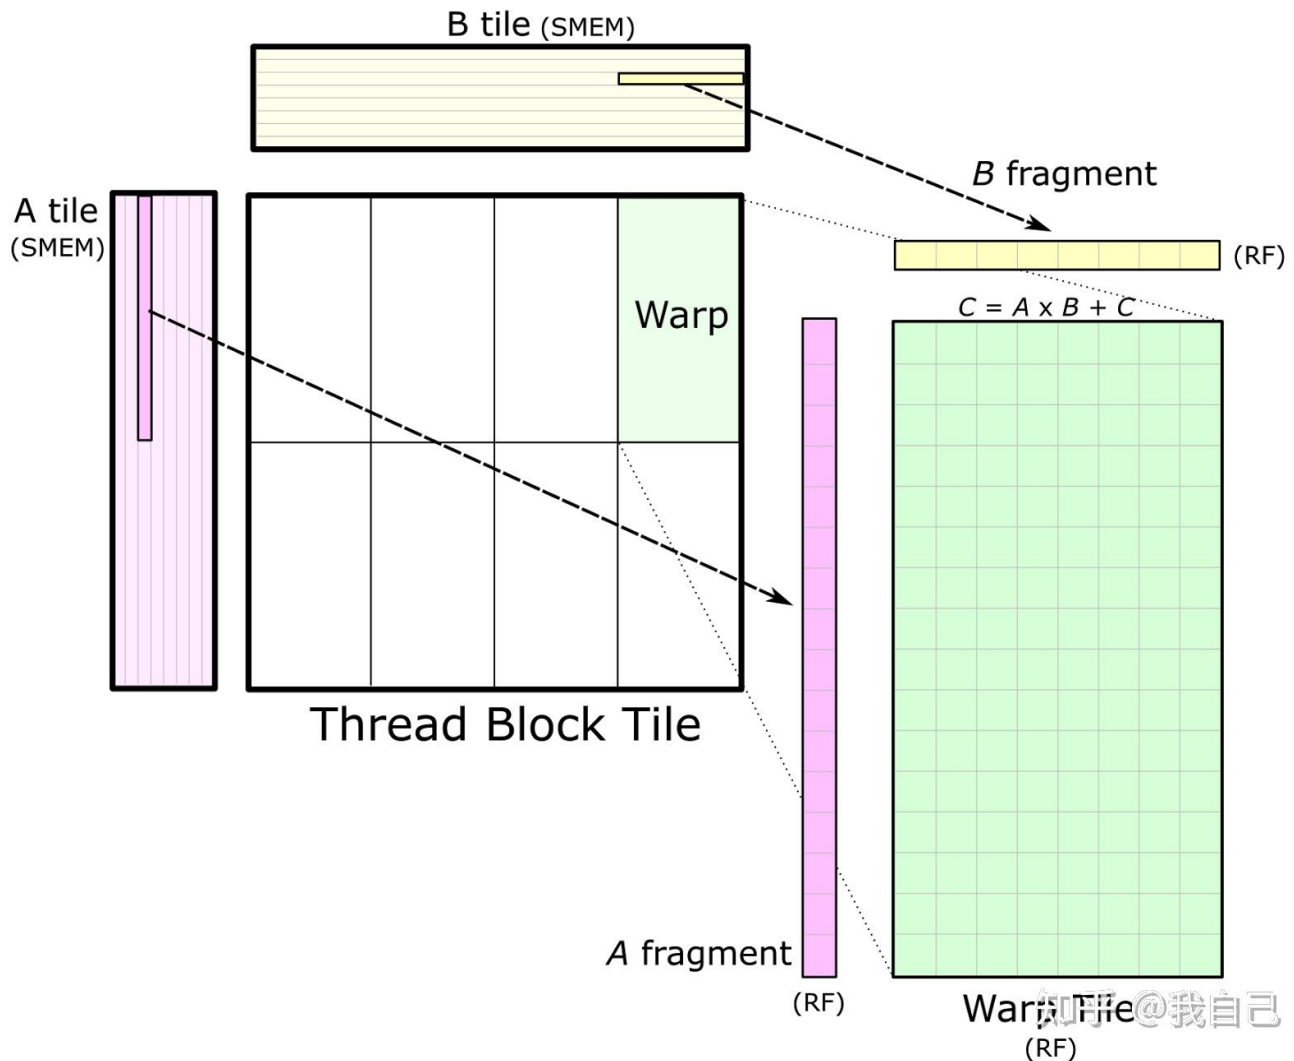 B tile (SMEM)
B fragment
A tile
(SMEM)
(RF)
Warp
C = A x B + C
Thread Block Tile
A fragment
(RF)
Warp Tile
知乎 @我自己
(RF)